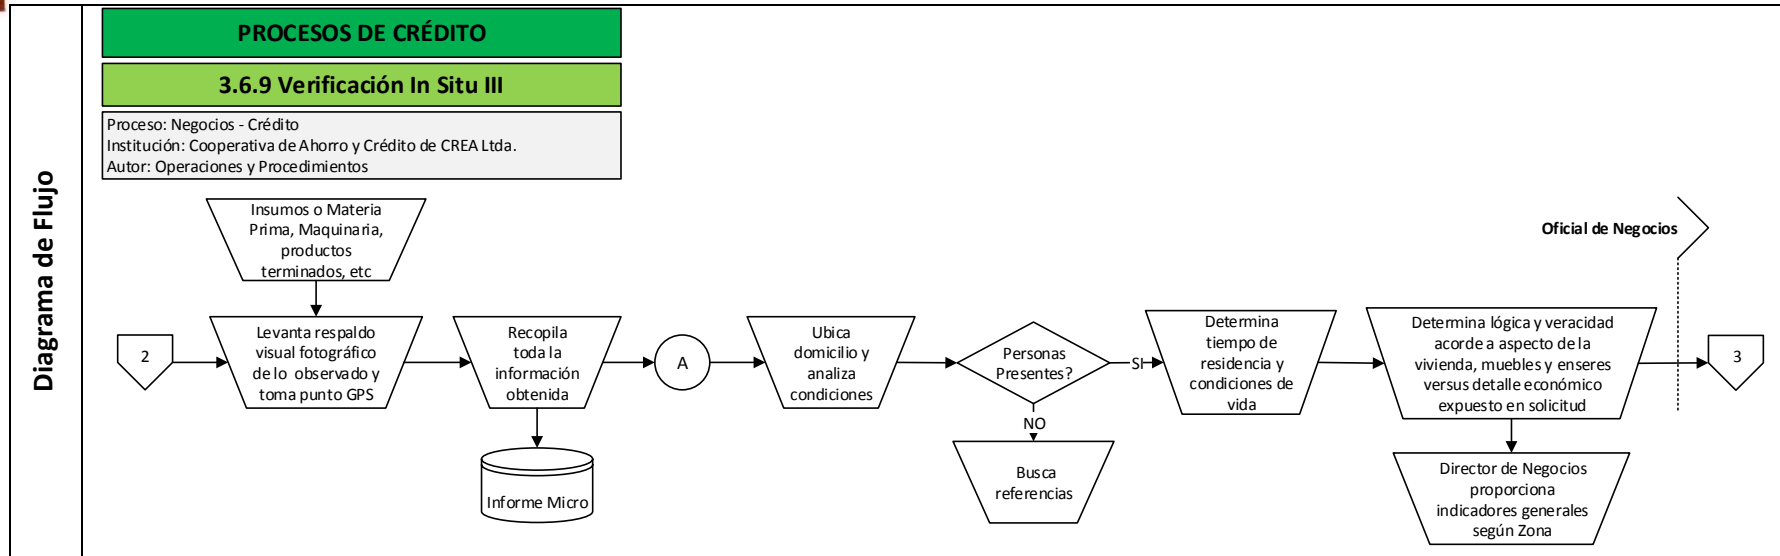 PROCESOS DE CRÉDITO
3.6.9 Verificación In Situ III
Proceso: Negocios - Crédito
Institución: Cooperativa de Ahorro y Crédito de CREA Ltda.
Autor: Operaciones y Procedimientos
Diagrama de Flujo
Insumos o Materia
Prima, Maquinaria,
productos
terminados, etc
Oficial de Negocios
2
Levanta respaldo
visual fotográfico
de lo observado y
toma punto GPS
Recopila
toda la
información
obtenida
A
Ubica
domicilio y
analiza
condiciones
Personas
Presentes?
SI
Determina
tiempo de
residencia y
condiciones de
vida
Determina lógica y veracidad
acorde a aspecto de la
vivienda, muebles y enseres
versus detalle económico
expuesto en solicitud
3
NO
Informe Micro
Busca
referencias
Director de Negocios
proporciona
indicadores generales
según Zona